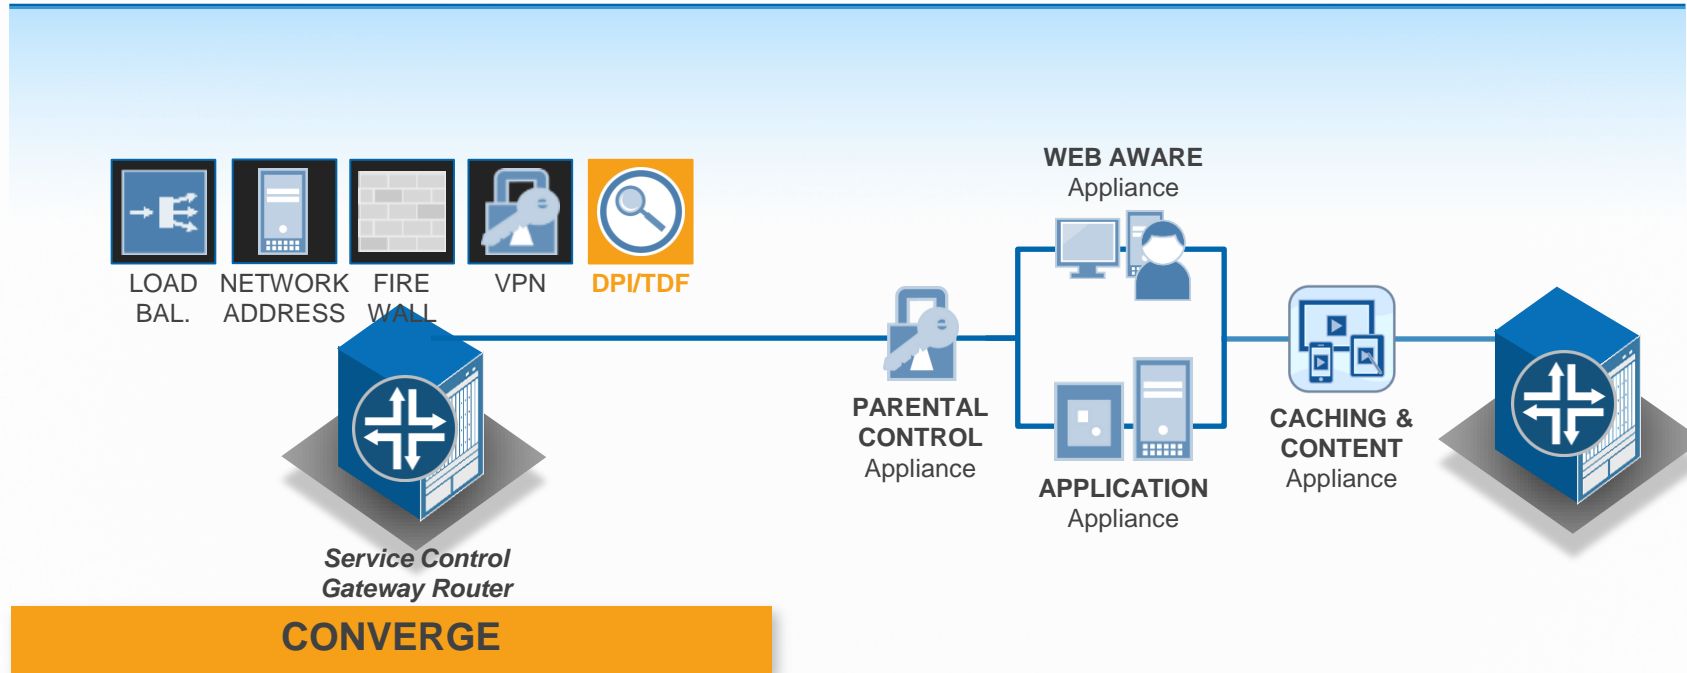 LOAD
BAL.
NETWORK
ADDRESS
FIRE
WALL
VPN
DPI/TDF
Service Control
Gateway Router
CONVERGE
PARENTAL
CONTROL
Appliance
WEB AWARE
Appliance
APPLICATION
Appliance
CACHING &
CONTENT
Appliance